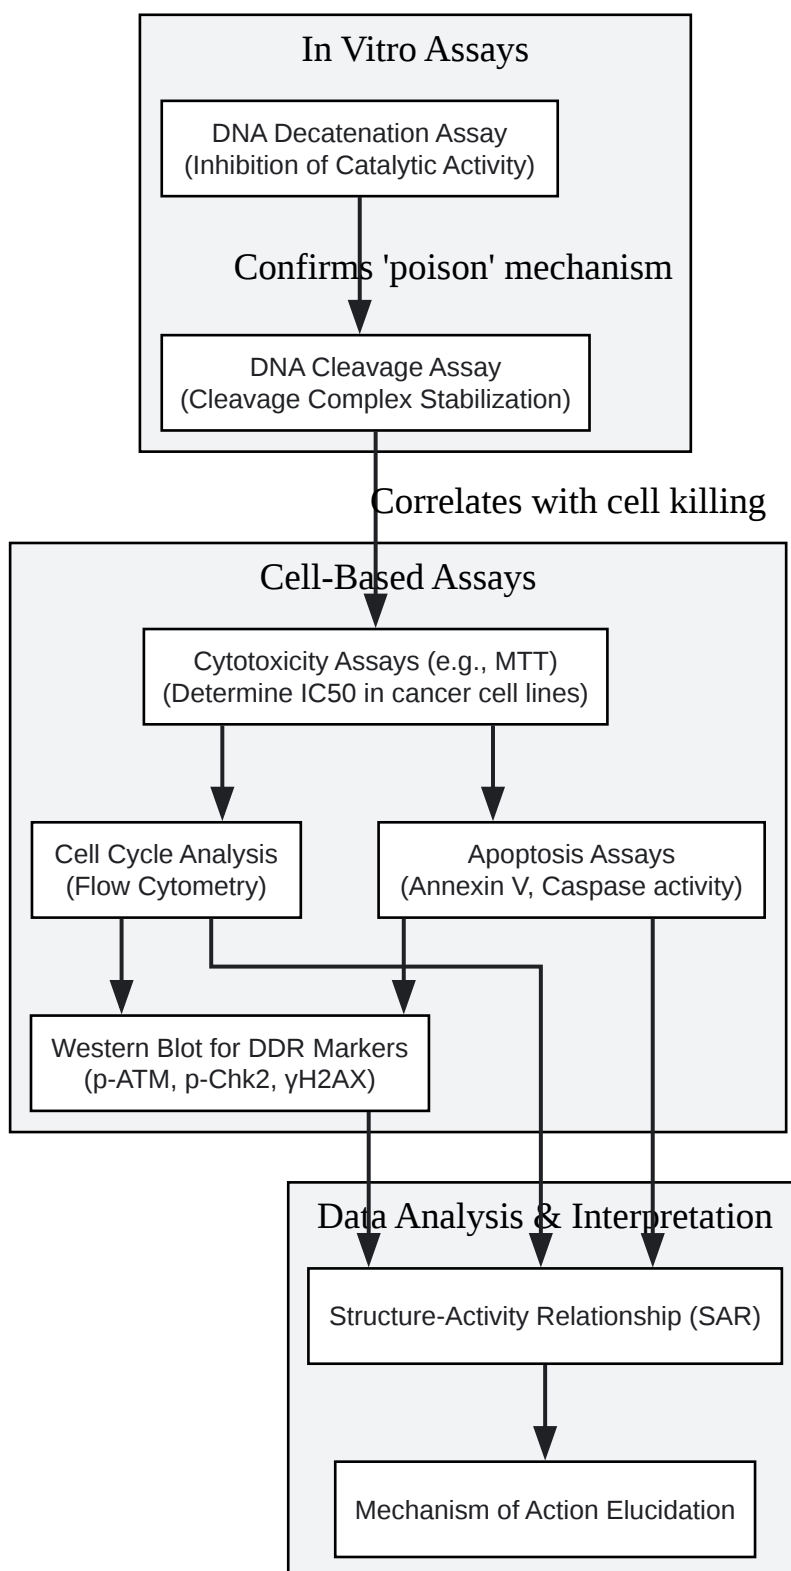 In Vitro Assays
DNA Decatenation Assay
(Inhibition of Catalytic Activity)
Confirms 'poison' mechanism
DNA Cleavage Assay
(Cleavage Complex Stabilization)
Correlates with cell killing
Cell-Based Assays
Cytotoxicity Assays (e.g., MTT)
(Determine IC50 in cancer cell lines)
Cell Cycle Analysis
(Flow Cytometry)
Apoptosis Assays
(Annexin V, Caspase activity)
Western Blot for DDR Markers
(p-ATM, p-Chk2, γH2AX)
Data Analysis & Interpretation
Structure-Activity Relationship (SAR)
Mechanism of Action Elucidation